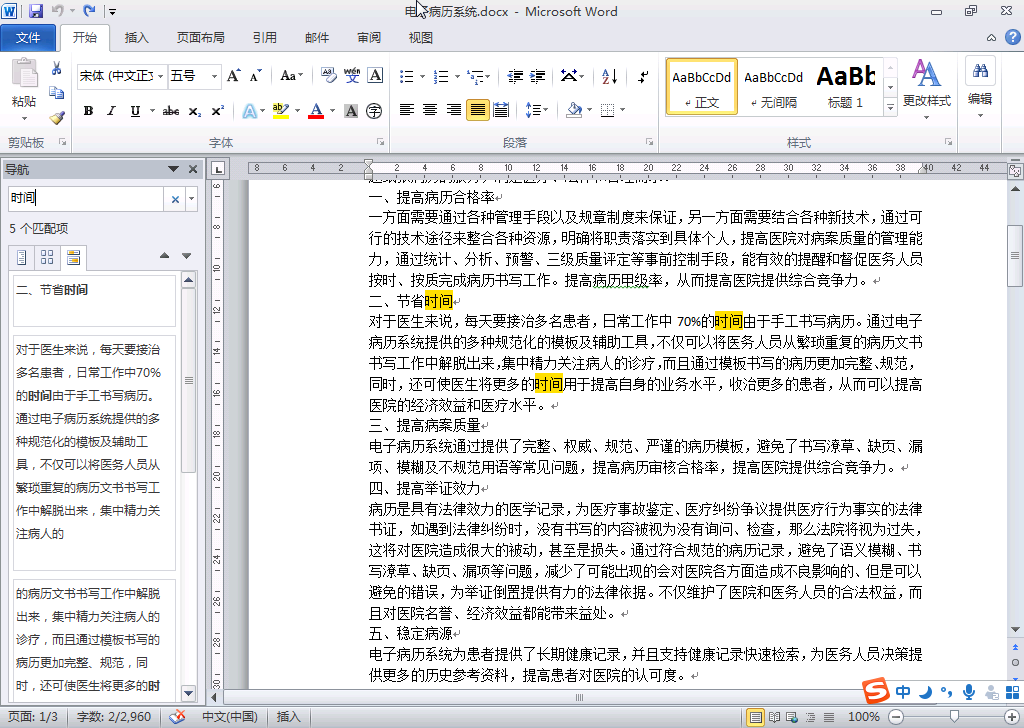 电子病历系统.docx - Microsoft Word
文件 开始 插入 页面布局 引用 邮件 审阅 视图
粘贴
宋体 (中文正文 五号
AaBbCcDd AaBbCcDd AaBb
正文 无间隔 标题 1
更改样式
编辑
剪贴板 字体 段落 样式
导航
时间
5 个匹配项
二、节省时间
对于医生来说，每天要接治
多名患者，日常工作中70%
的时间由于手工书写病历。
通过电子病历系统提供的多
种规范化的模板及辅助工
具，不仅可以将医务人员从
繁琐重复的病历文书书写工
作中解脱出来，集中精力关
注病人的
的病历文书书写工作中解脱
出来，集中精力关注病人的
诊疗，而且通过模板书写的
病历更加完整、规范，同
时，还可使医生将更多的时
8 6 4 2 2 4 6 8 10 12 14 16 18 20 22 24 26 28 30 32 34 36 38 40 42 44
一、提高病历合格率
一方面需要通过各种管理手段以及规章制度来保证，另一方面需要结合各种新技术，通过可
行的技术途径来整合各种资源，明确将职责落实到具体个人，提高医院对病案质量的管理能
力，通过统计、分析、预警、三级质量评定等事前控制手段，能有效的提醒和督促医务人员
按时、按质完成病历书写工作。提高病历甲级率，从而提高医院提供综合竞争力。
二、节省时间
对于医生来说，每天要接治多名患者，日常工作中 70%的时间由于手工书写病历。通过电子
病历系统提供的多种规范化的模板及辅助工具，不仅可以将医务人员从繁琐重复的病历文书
书写工作中解脱出来，集中精力关注病人的诊疗，而且通过模板书写的病历更加完整、规范，
同时，还可使医生将更多的时间用于提高自身的业务水平，收治更多的患者，从而可以提高
医院的经济效益和医疗水平。
三、提高病案质量
电子病历系统通过提供了完整、权威、规范、严谨的病历模板，避免了书写潦草、缺页、漏
项、模糊及不规范用语等常见问题，提高病历审核合格率，提高医院提供综合竞争力。
四、提高举证效力
病历是具有法律效力的医学记录，为医疗事故鉴定、医疗纠纷争议提供医疗行为事实的法律
书证，如遇到法律纠纷时，没有书写的内容被视为没有询问、检查，那么法院将视为过失，
这将对医院造成很大的被动，甚至是损失。通过符合规范的病历记录，避免了语义模糊、书
写潦草、缺页、漏项等问题，减少了可能出现的会对医院各方面造成不良影响的、但是可以
避免的错误，为举证倒置提供有力的法律依据。不仅维护了医院和医务人员的合法权益，而
且对医院名誉、经济效益都能带来益处。
五、稳定病源
电子病历系统为患者提供了长期健康记录，并且支持健康记录快速检索，为医务人员决策提
供更多的历史参考资料，提高患者对医院的认可度。
中
页面: 1/3 字数: 2/2,960 中文(中国) 插入 100%